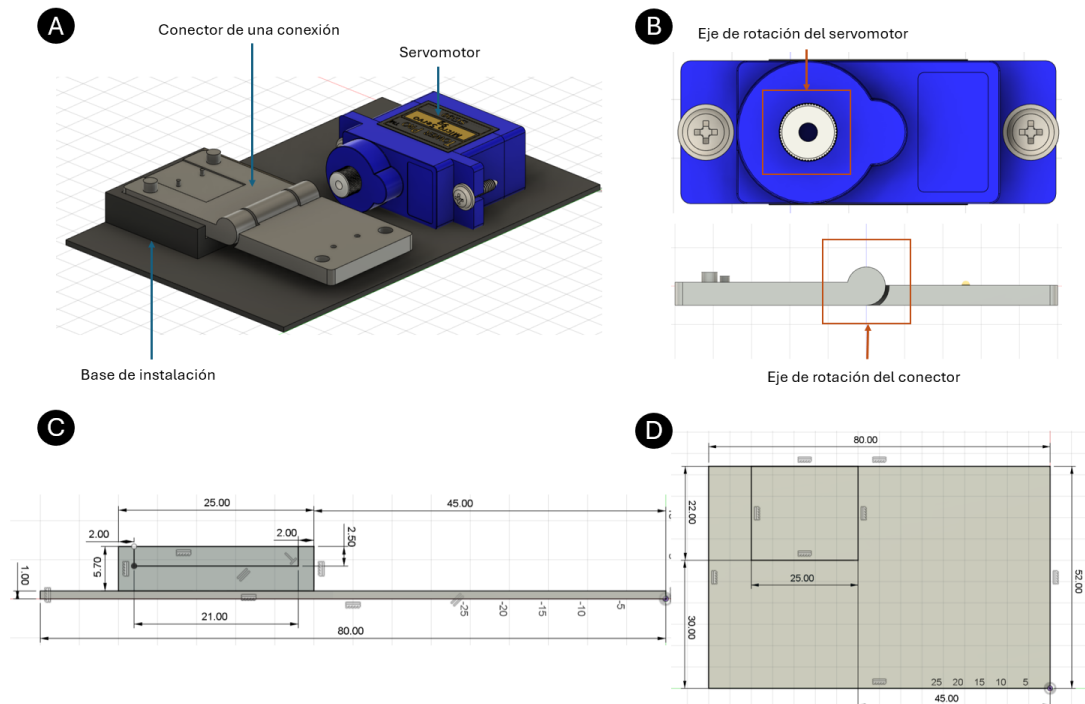 A
Conector de una conexión
Servomotor
Base de instalación
B
Eje de rotación del servomotor
Eje de rotación del conector
C
25.00
45.00
2.00
2.00
2.50
5.70
1.00
21.00
-25
-20
-15
-10
-5
80.00
D
80.00
22.00
25.00
30.00
52.00
25 20 15 10 5
45.00